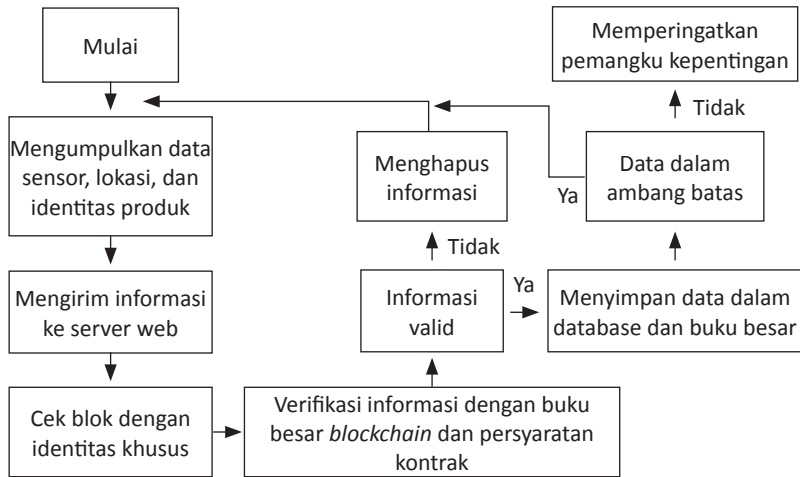 Mulai
Mengumpulkan data
sensor, lokasi, dan
identitas produk
Mengirim informasi
ke server web
Cek blok dengan
identitas khusus
Verifikasi informasi dengan buku
besar blockchain dan persyaratan
kontrak
Informasi
valid
Tidak
Menghapus
informasi
Ya
Menyimpan data dalam
database dan buku besar
Data dalam
ambang batas
Ya
Tidak
Memperingatkan
pemangku kepentingan